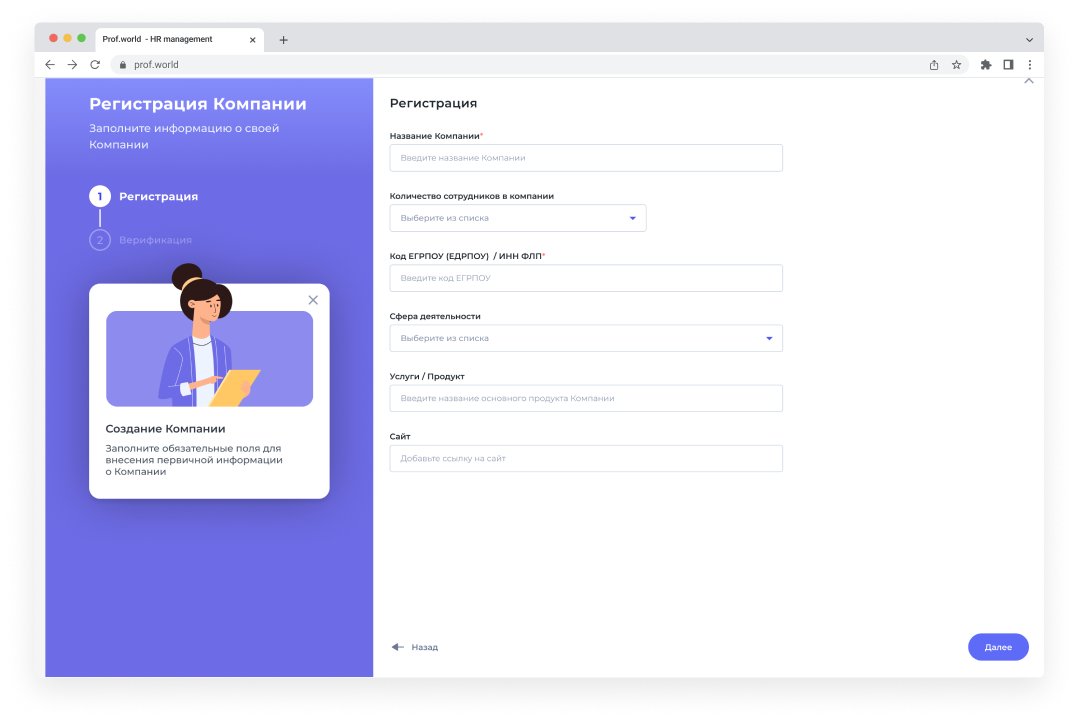 Prof.world - HR management
prof.world
Регистрация Компании
Заполните информацию о своей
Компании
1 Регистрация
2 Верификация
Создание Компании
Заполните обязательные поля для
внесения первичной информации
о Компании
Регистрация
Название Компании*
Введите название Компании
Количество сотрудников в компании
Выберите из списка
Код ЕГРПОУ (ЕДРПОУ) / ИНН ФЛП*
Введите код ЕГРПОУ
Сфера деятельности
Выберите из списка
Услуги / Продукт
Введите название основного продукта Компании
Сайт
Добавьте ссылку на сайт
Назад
Далее